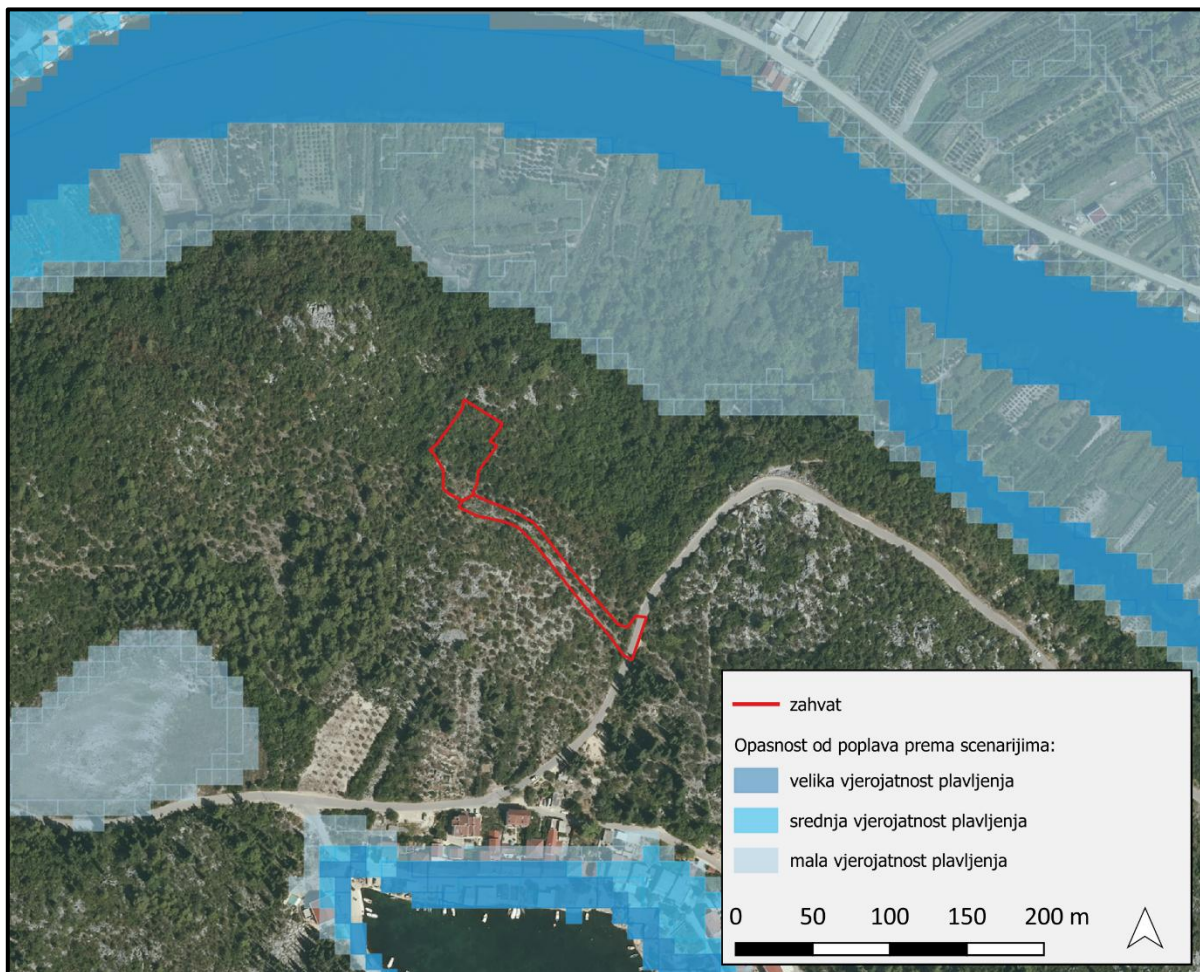 zahvat
Opasnost od poplava prema scenarijima:
velika vjerojatnost plavljenja
srednja vjerojatnost plavljenja
mala vjerojatnost plavljenja
0 50 100 150 200 m